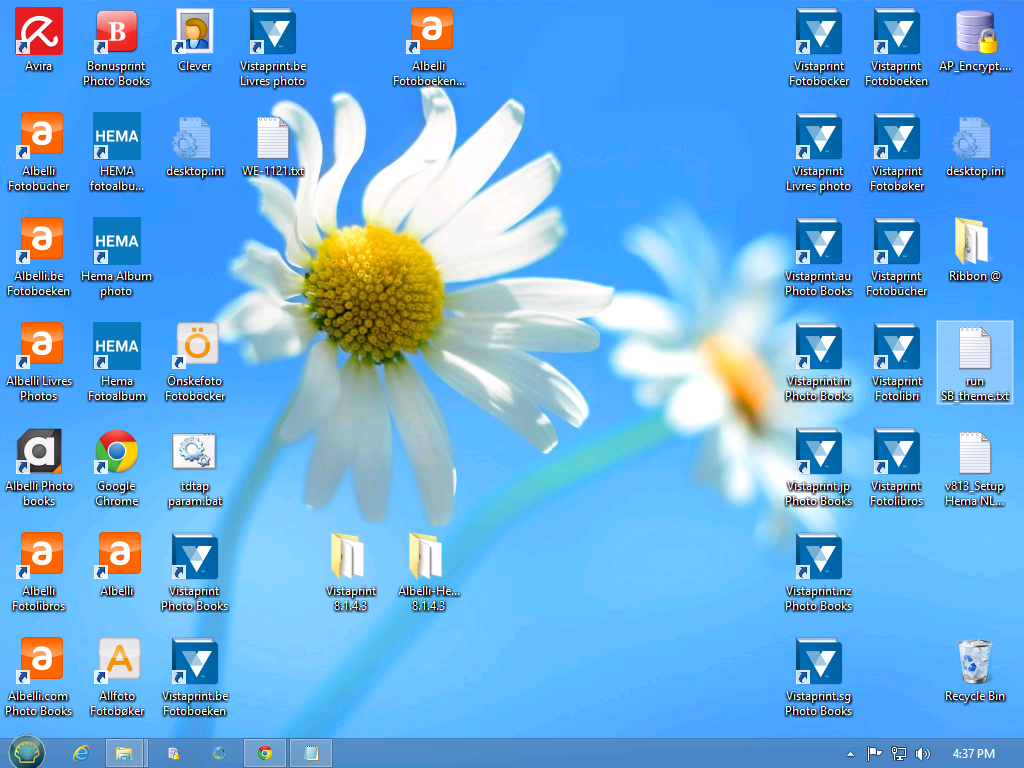 Avira
B
Bonusprint
Photo Books
Clever
Vistaprint.be
Livres photo
a
Albelli
Fotoboeken...
Vistaprint
Fotoböcker
Vistaprint
Fotoboeken
AP_Encrypt....
a
Albelli
Fotobücher
HEMA
HEMA
fotoalbu...
desktop.ini
WE-1121.txt
Vistaprint
Livres photo
Vistaprint
Fotobøker
desktop.ini
a
Albelli.be
Fotoboeken
HEMA
Hema Album
photo
Vistaprint.au
Photo Books
Vistaprint
Fotobücher
Ribbon @
a
Albelli Livres
Photos
HEMA
Hema
Fotoalbum
Ö
Önskefoto
Fotoböcker
Vistaprint.in
Photo Books
Vistaprint
Fotolibri
run
SB_theme.txt
a
Albelli Photo
books
Google
Chrome
tdtap
param.bat
Vistaprint.jp
Photo Books
Vistaprint
Fotolibros
v813_Setup
Hema NL...
a
Albelli
Fotolibros
a
Albelli
Vistaprint
Photo Books
Vistaprint
8.1.4.3
Albelli-He...
8.1.4.3
Vistaprint.nz
Photo Books
a
Albelli.com
Photo Books
A
Allfoto
Fotobøker
Vistaprint.be
Fotoboeken
Vistaprint.sg
Photo Books
Recycle Bin
4:37 PM